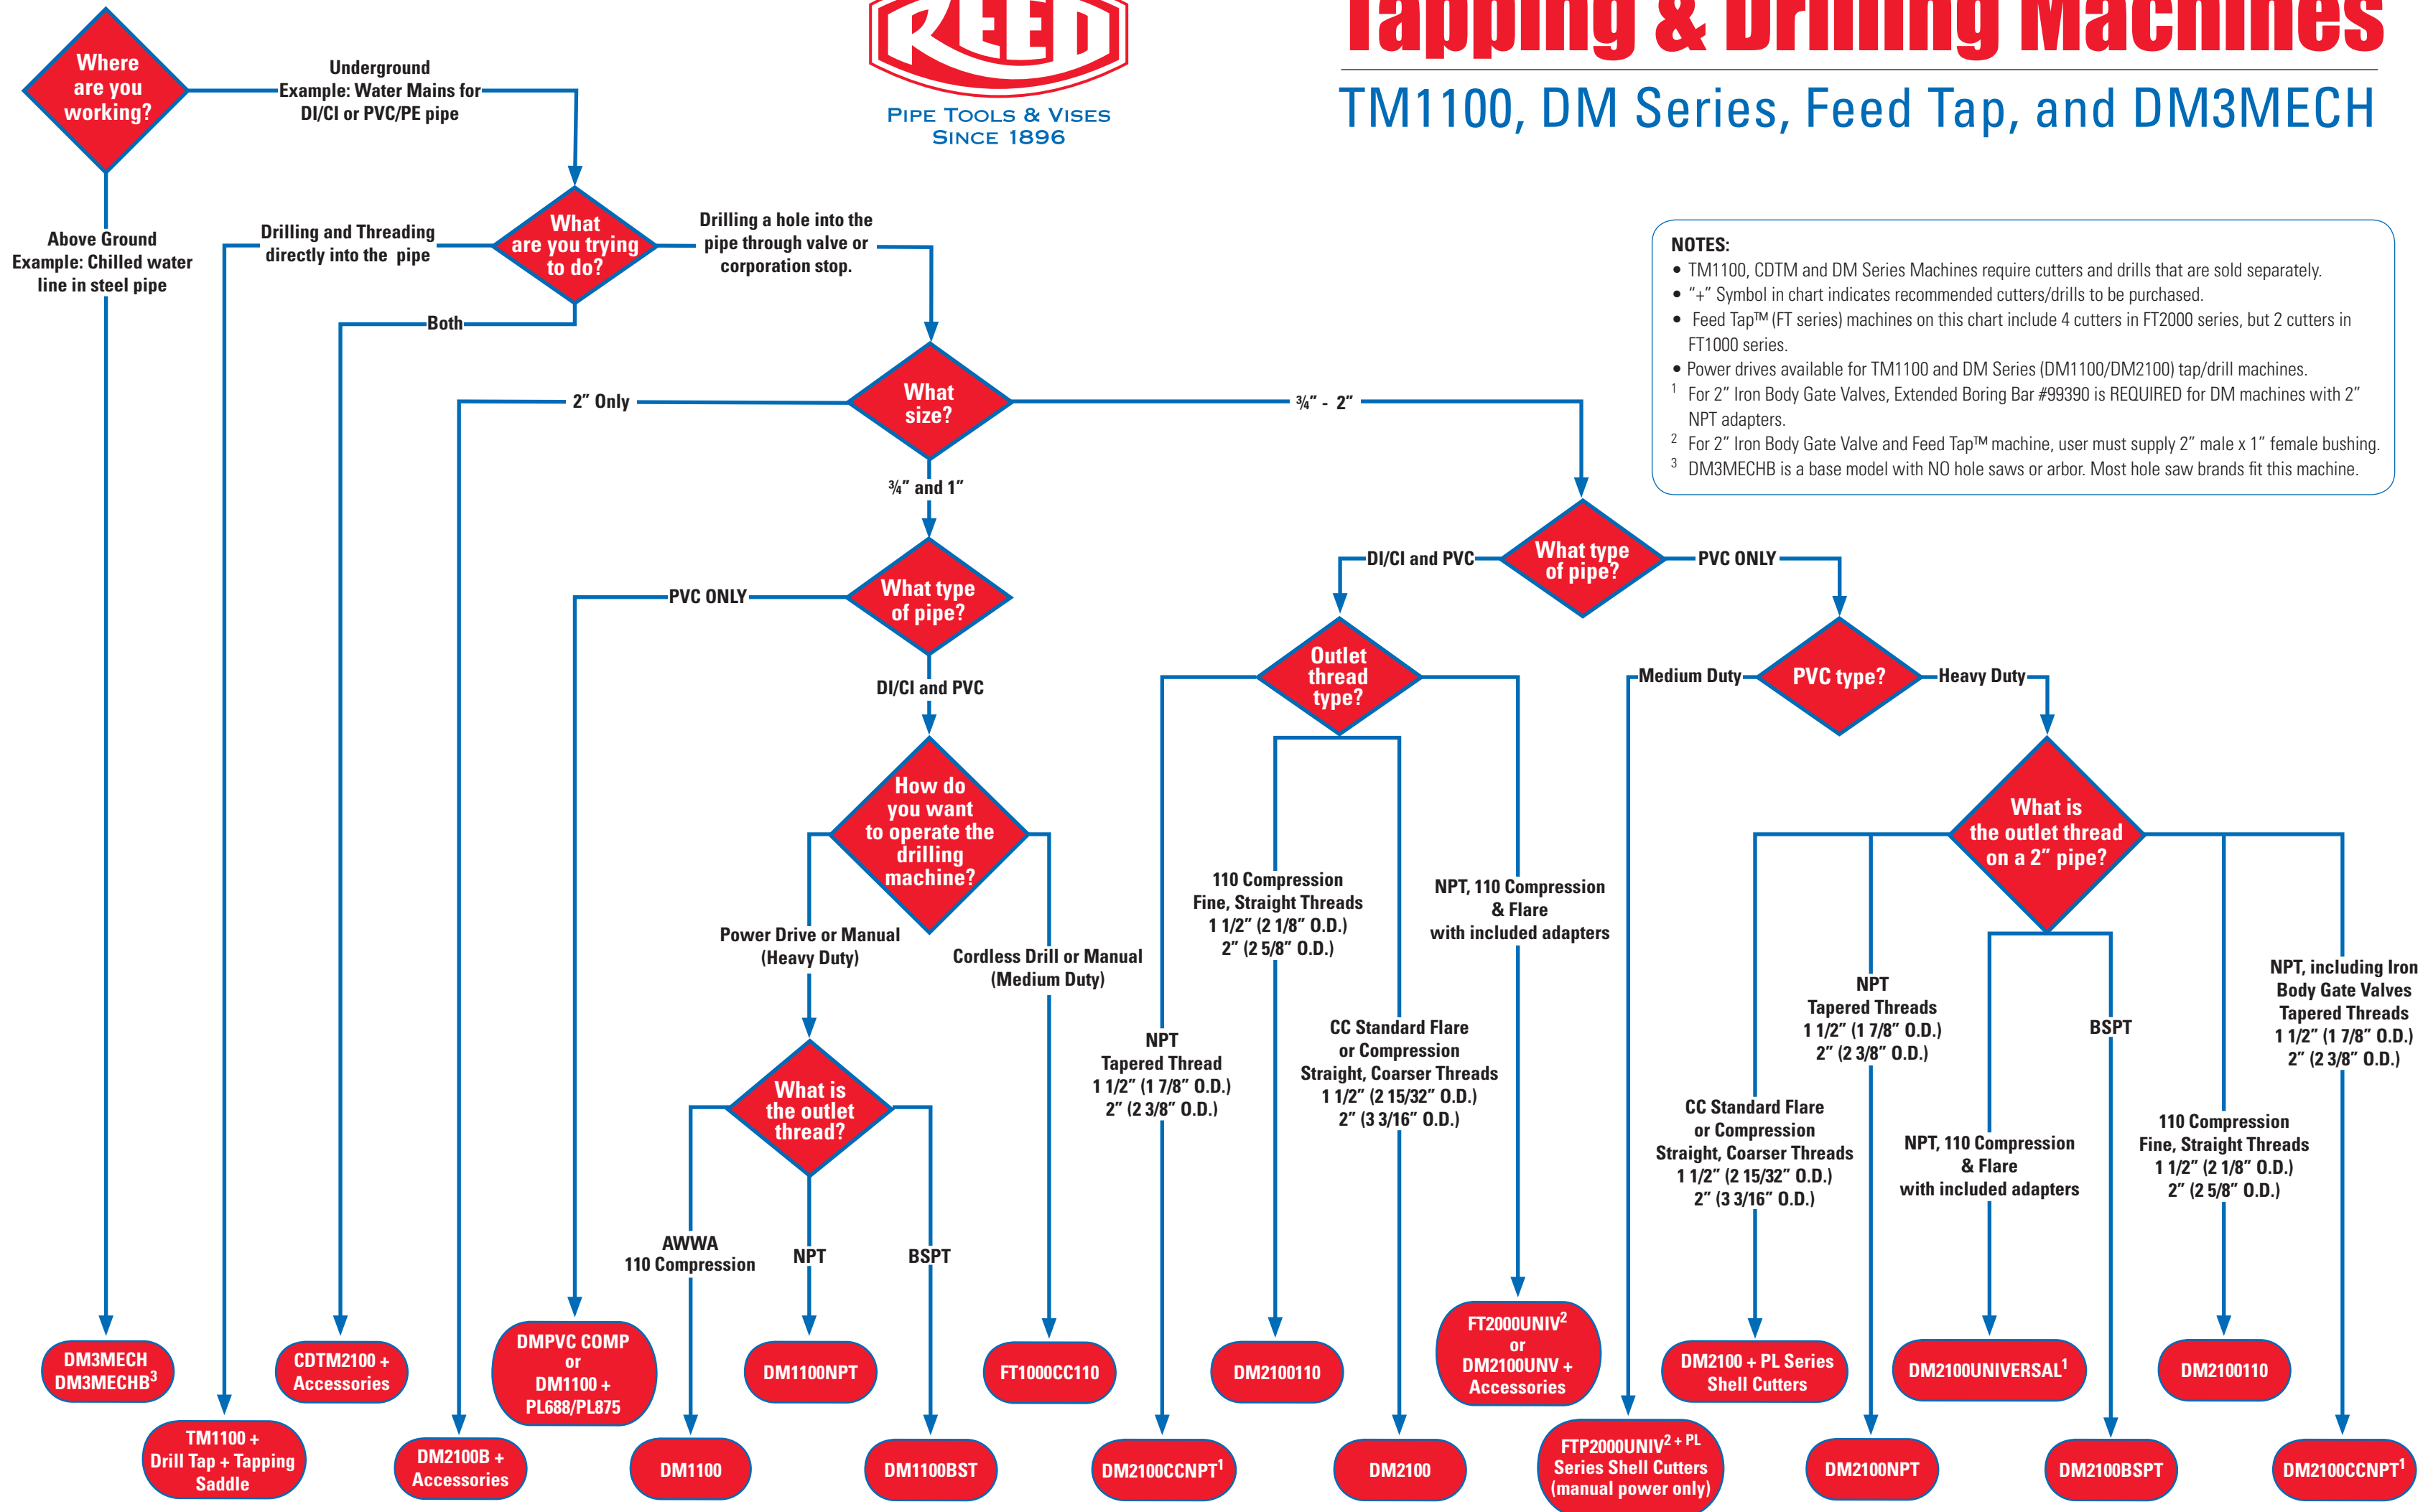 REED
PIPE TOOLS & VISES
SINCE 1896
Tapping & Drilling Machines
TM1100, DM Series, Feed Tap, and DM3MECH
Where
are you
working?
Underground
Example: Water Mains for
DI/CI or PVC/PE pipe
Above Ground
Example: Chilled water
line in steel pipe
What
are you trying
to do?
Drilling and Threading
directly into the pipe
Drilling a hole into the
pipe through valve or
corporation stop.
Both
NOTES:
• TM1100, CDTM and DM Series Machines require cutters and drills that are sold separately.
• “+” Symbol in chart indicates recommended cutters/drills to be purchased.
• Feed Tap™ (FT series) machines on this chart include 4 cutters in FT2000 series, but 2 cutters in
FT1000 series.
• Power drives available for TM1100 and DM Series (DM1100/DM2100) tap/drill machines.
1 For 2” Iron Body Gate Valves, Extended Boring Bar #99390 is REQUIRED for DM machines with 2”
NPT adapters.
2 For 2” Iron Body Gate Valve and Feed Tap™ machine, user must supply 2” male x 1” female bushing.
3 DM3MECHB is a base model with NO hole saws or arbor. Most hole saw brands fit this machine.
What
size?
2” Only
¾” - 2”
¾” and 1”
What type
of pipe?
PVC ONLY
DI/CI and PVC
What type
of pipe?
DI/CI and PVC
PVC ONLY
Outlet
thread
type?
PVC type?
Medium Duty
Heavy Duty
How do
you want
to operate the
drilling
machine?
Power Drive or Manual
(Heavy Duty)
Cordless Drill or Manual
(Medium Duty)
What is
the outlet thread
on a 2” pipe?
What is
the outlet
thread?
AWWA
110 Compression
NPT
BSPT
NPT
Tapered Thread
1 1/2” (1 7/8” O.D.)
2” (2 3/8” O.D.)
110 Compression
Fine, Straight Threads
1 1/2” (2 1/8” O.D.)
2” (2 5/8” O.D.)
CC Standard Flare
or Compression
Straight, Coarser Threads
1 1/2” (2 15/32” O.D.)
2” (3 3/16” O.D.)
NPT, 110 Compression
& Flare
with included adapters
CC Standard Flare
or Compression
Straight, Coarser Threads
1 1/2” (2 15/32” O.D.)
2” (3 3/16” O.D.)
NPT
Tapered Threads
1 1/2” (1 7/8” O.D.)
2” (2 3/8” O.D.)
NPT, 110 Compression
& Flare
with included adapters
BSPT
110 Compression
Fine, Straight Threads
1 1/2” (2 1/8” O.D.)
2” (2 5/8” O.D.)
NPT, including Iron
Body Gate Valves
Tapered Threads
1 1/2” (1 7/8” O.D.)
2” (2 3/8” O.D.)
DM3MECH
DM3MECHB3
TM1100 +
Drill Tap + Tapping
Saddle
CDTM2100 +
Accessories
DM2100B +
Accessories
DMPVC COMP
or
DM1100 +
PL688/PL875
DM1100
DM1100NPT
DM1100BST
FT1000CC110
DM2100CCNPT1
DM2100110
DM2100
FT2000UNIV2
or
DM2100UNV +
Accessories
FTP2000UNIV2 + PL
Series Shell Cutters
(manual power only)
DM2100 + PL Series
Shell Cutters
DM2100NPT
DM2100UNIVERSAL1
DM2100BSPT
DM2100110
DM2100CCNPT1